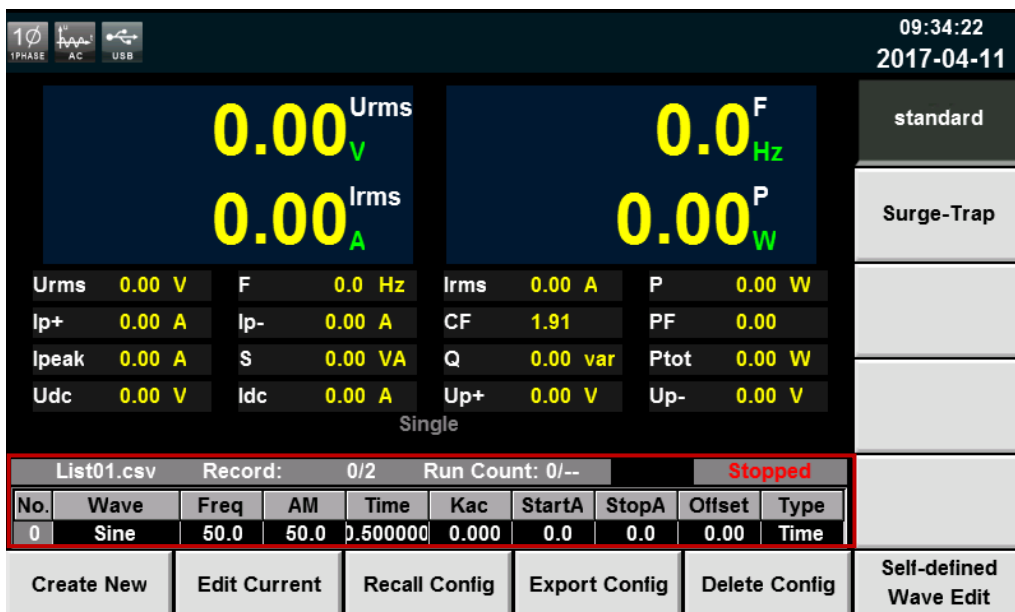 1Ø
1PHASE
U
t
AC
USB
09:34:22
2017-04-11
0.00 Urms V
0.0 F Hz
0.00 Irms A
0.00 P W
standard
Surge-Trap
Urms 0.00 V F 0.0 Hz Irms 0.00 A P 0.00 W
Ip+ 0.00 A Ip- 0.00 A CF 1.91 PF 0.00
Ipeak 0.00 A S 0.00 VA Q 0.00 var Ptot 0.00 W
Udc 0.00 V Idc 0.00 A Up+ 0.00 V Up- 0.00 V
Single
List01.csv Record: 0/2 Run Count: 0/-- Stopped
No. Wave Freq AM Time Kac StartA StopA Offset Type
0 Sine 50.0 50.0 0.500000 0.000 0.0 0.0 0.00 Time
Create New Edit Current Recall Config Export Config Delete Config
Self-defined
Wave Edit